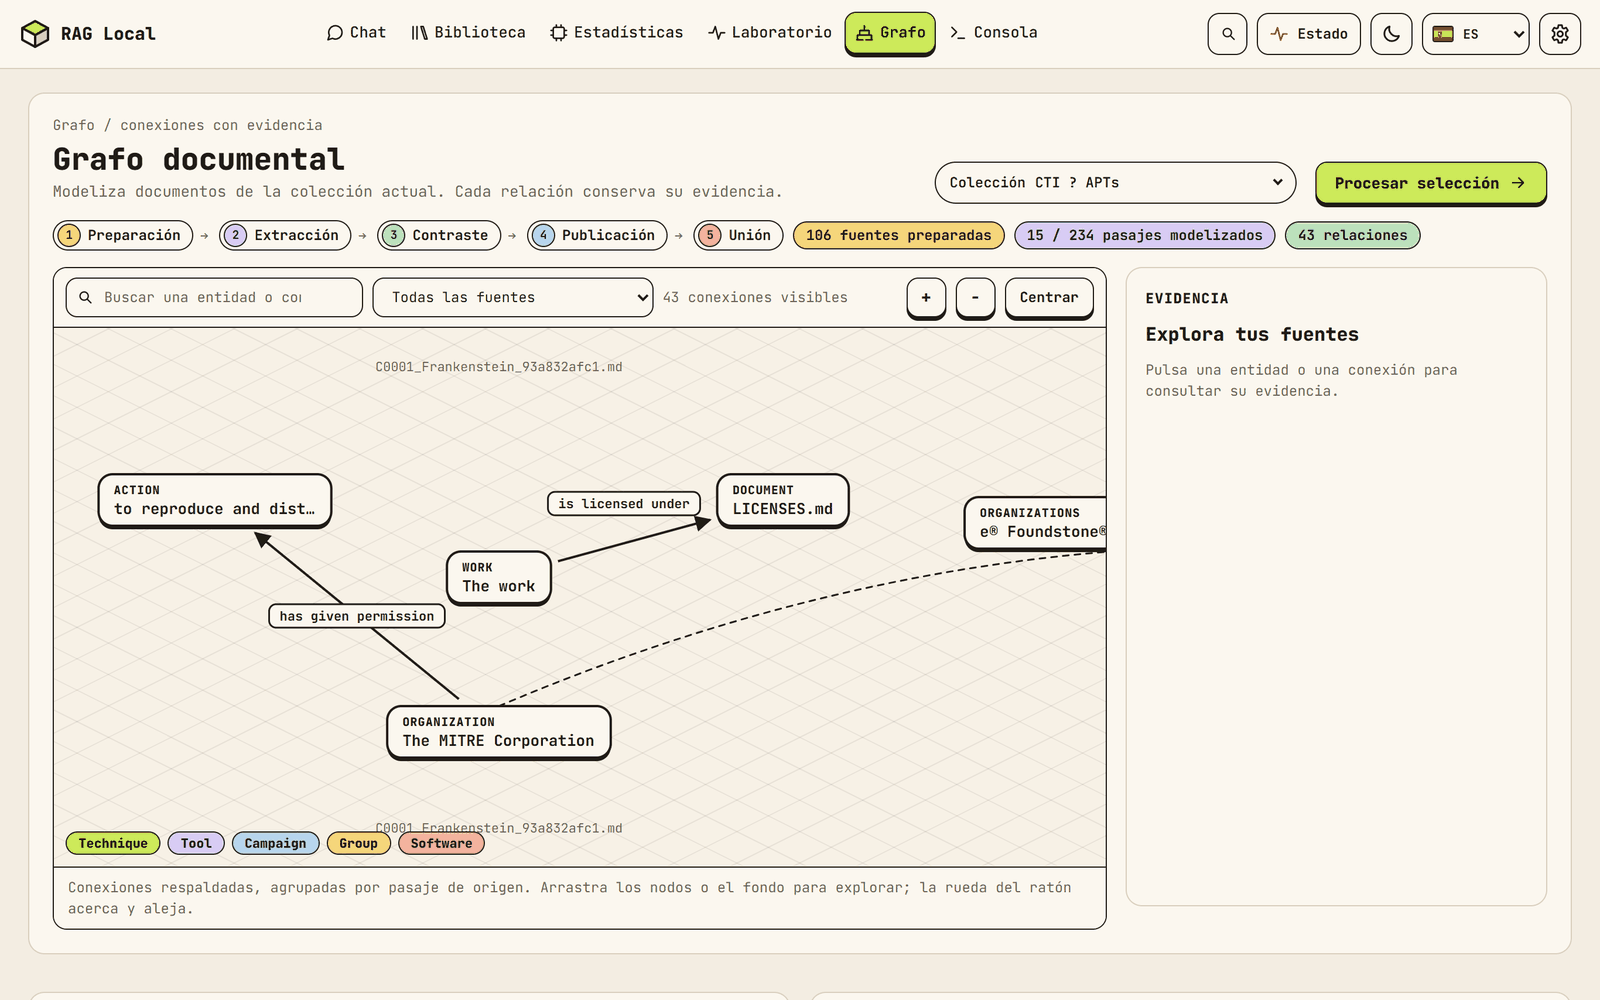 RAG Local
Chat
Biblioteca
Estadísticas
Laboratorio
Grafo
Consola
Estado
ES
Grafo / conexiones con evidencia
Grafo documental
Modeliza documentos de la colección actual. Cada relación conserva su evidencia.
Colección CTI ? APTs
Procesar selección →
1 Preparación →
2 Extracción →
3 Contraste →
4 Publicación →
5 Unión
106 fuentes preparadas
15 / 234 pasajes modelizados
43 relaciones
Buscar una entidad o co
Todas las fuentes
43 conexiones visibles
+
-
Centrar
C0001_Frankenstein_93a832afc1.md
ACTION
to reproduce and dist…
is licensed under
DOCUMENT
LICENSES.md
ORGANIZATIONS
e® Foundstone®
WORK
The work
has given permission
ORGANIZATION
The MITRE Corporation
C0001_Frankenstein_93a832afc1.md
Technique
Tool
Campaign
Group
Software
Conexiones respaldadas, agrupadas por pasaje de origen. Arrastra los nodos o el fondo para explorar; la rueda del ratón
acerca y aleja.
EVIDENCIA
Explora tus fuentes
Pulsa una entidad o una conexión para
consultar su evidencia.